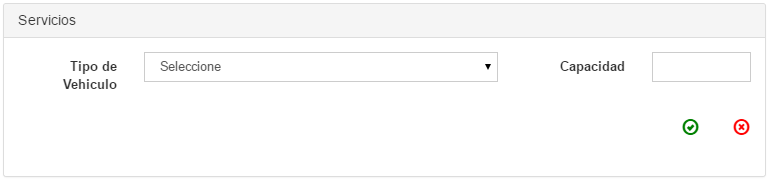 Servicios
Tipo de Vehiculo
Seleccione
Capacidad